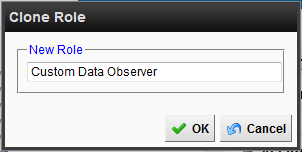 Clone Role
New Role
Custom Data Observer
OK Cancel